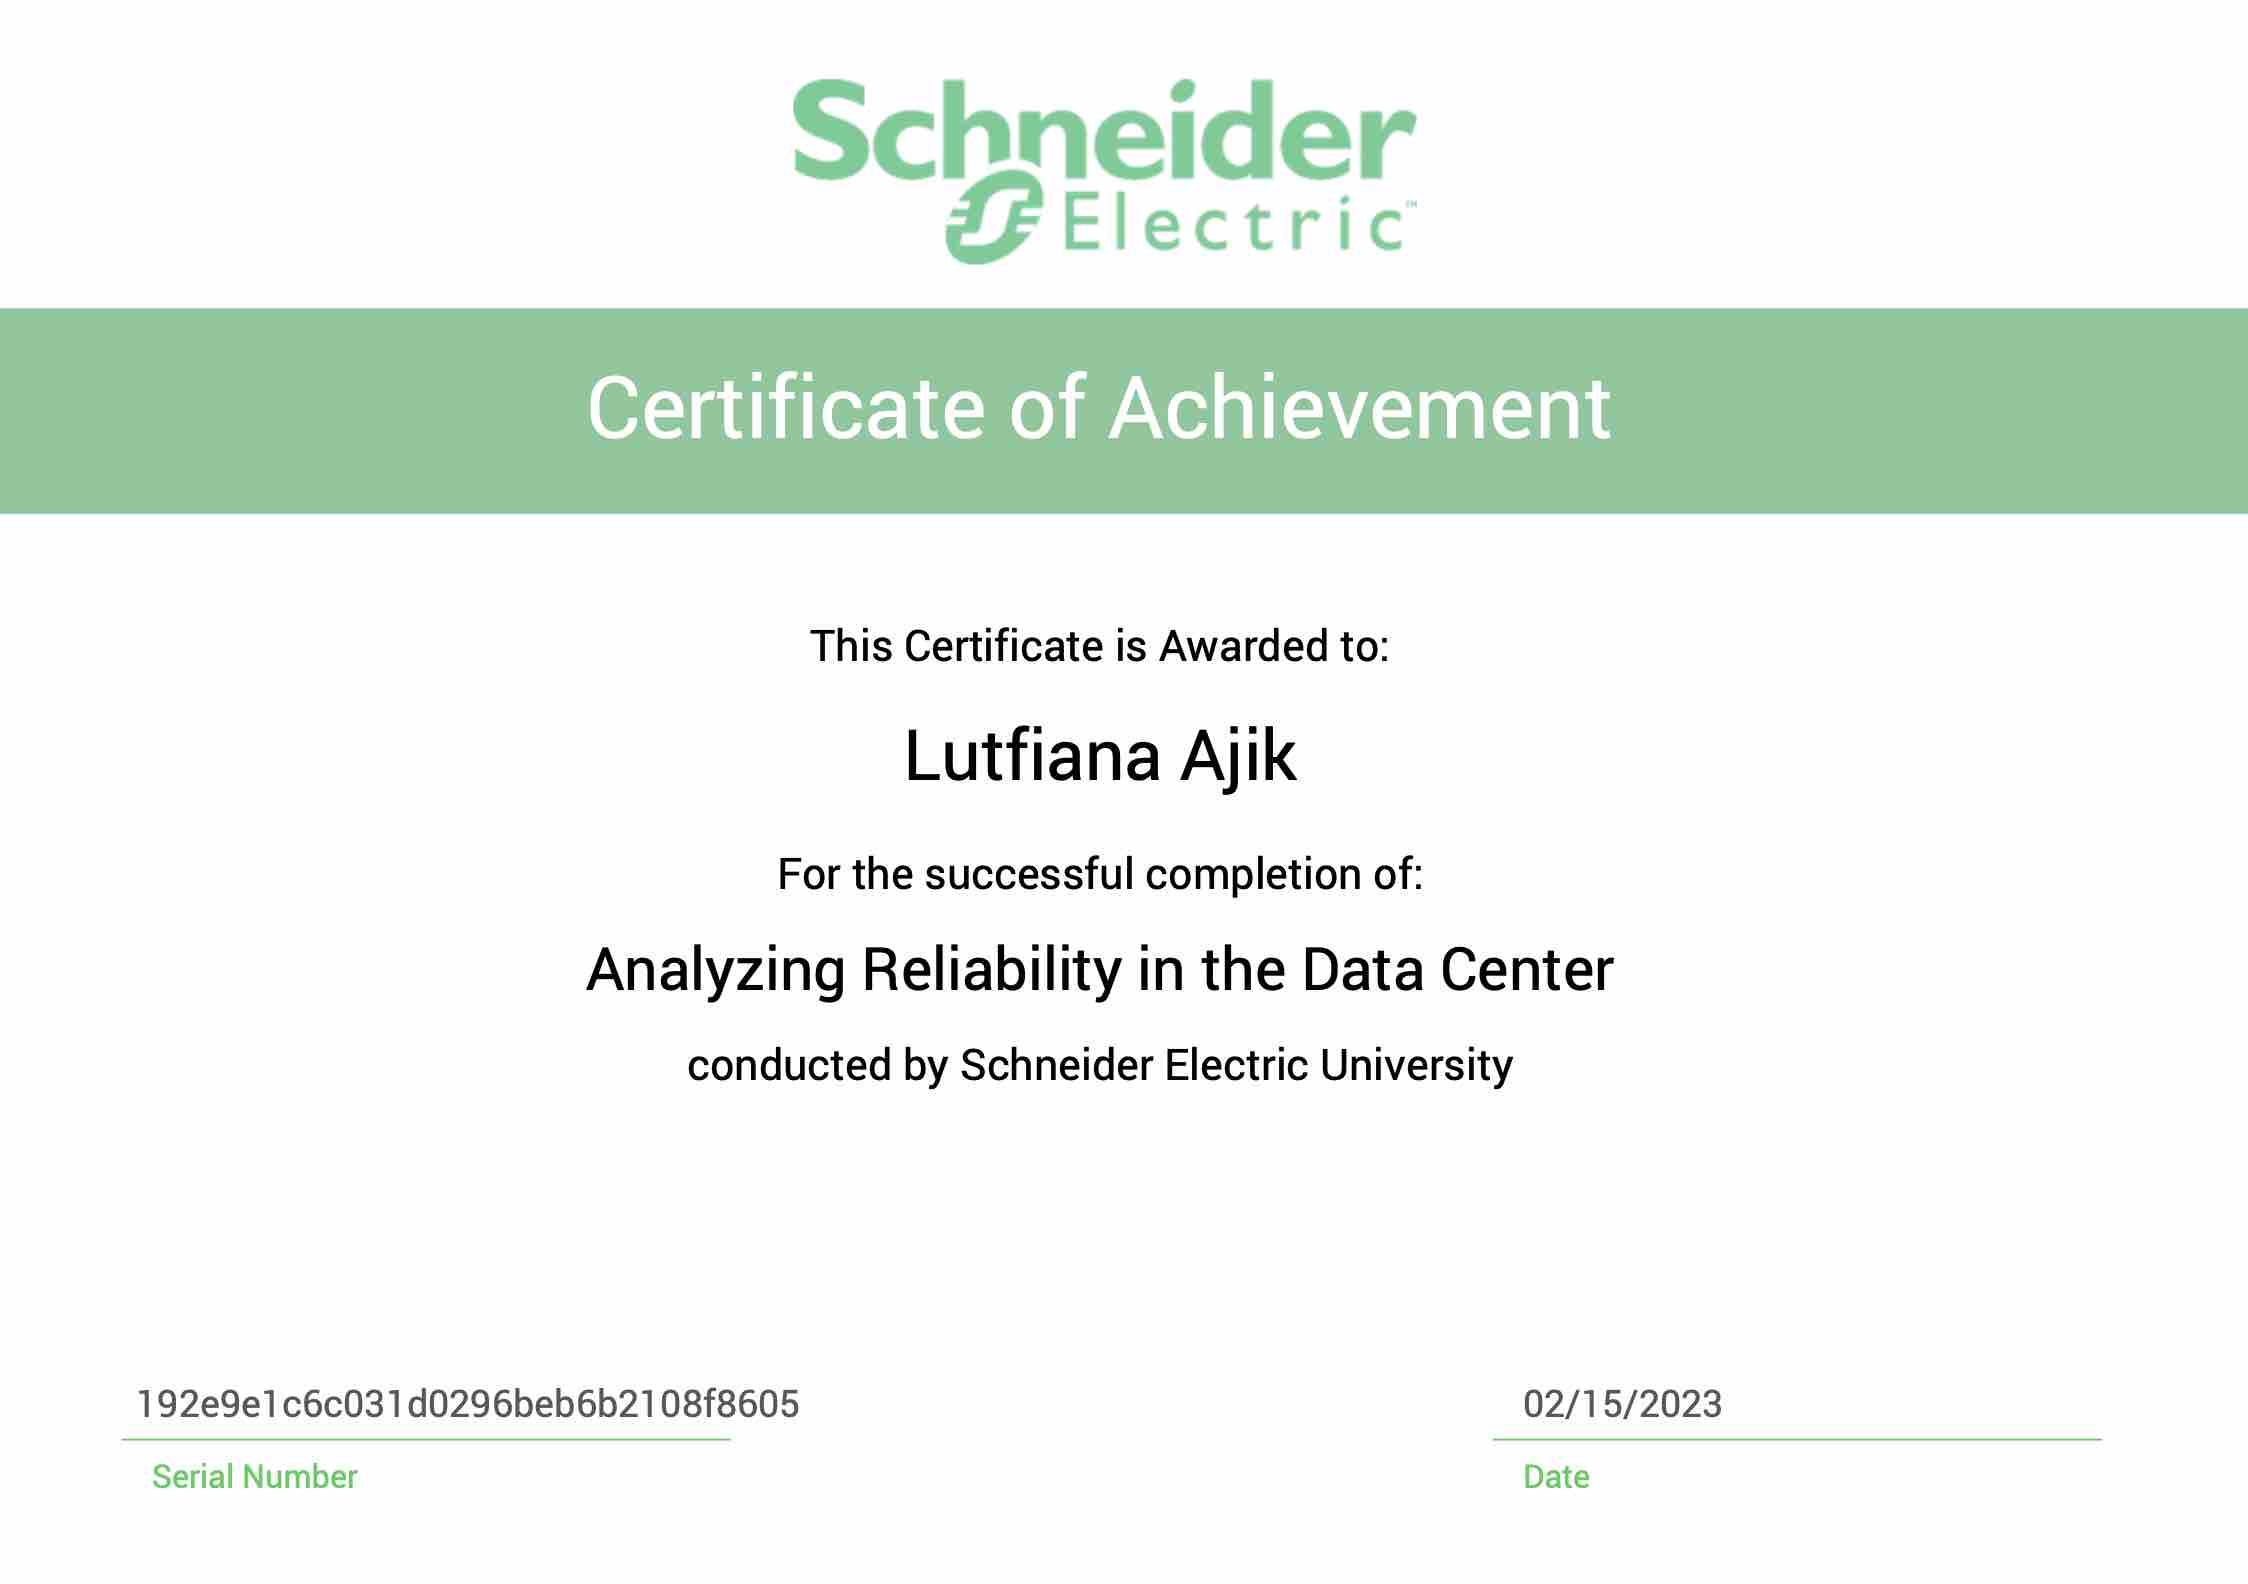 Schneider
Electric™
Certificate of Achievement
This Certificate is Awarded to:
Lutfiana Ajik
For the successful completion of:
Analyzing Reliability in the Data Center
conducted by Schneider Electric University
192e9e1c6c031d0296beb6b2108f8605
Serial Number
02/15/2023
Date